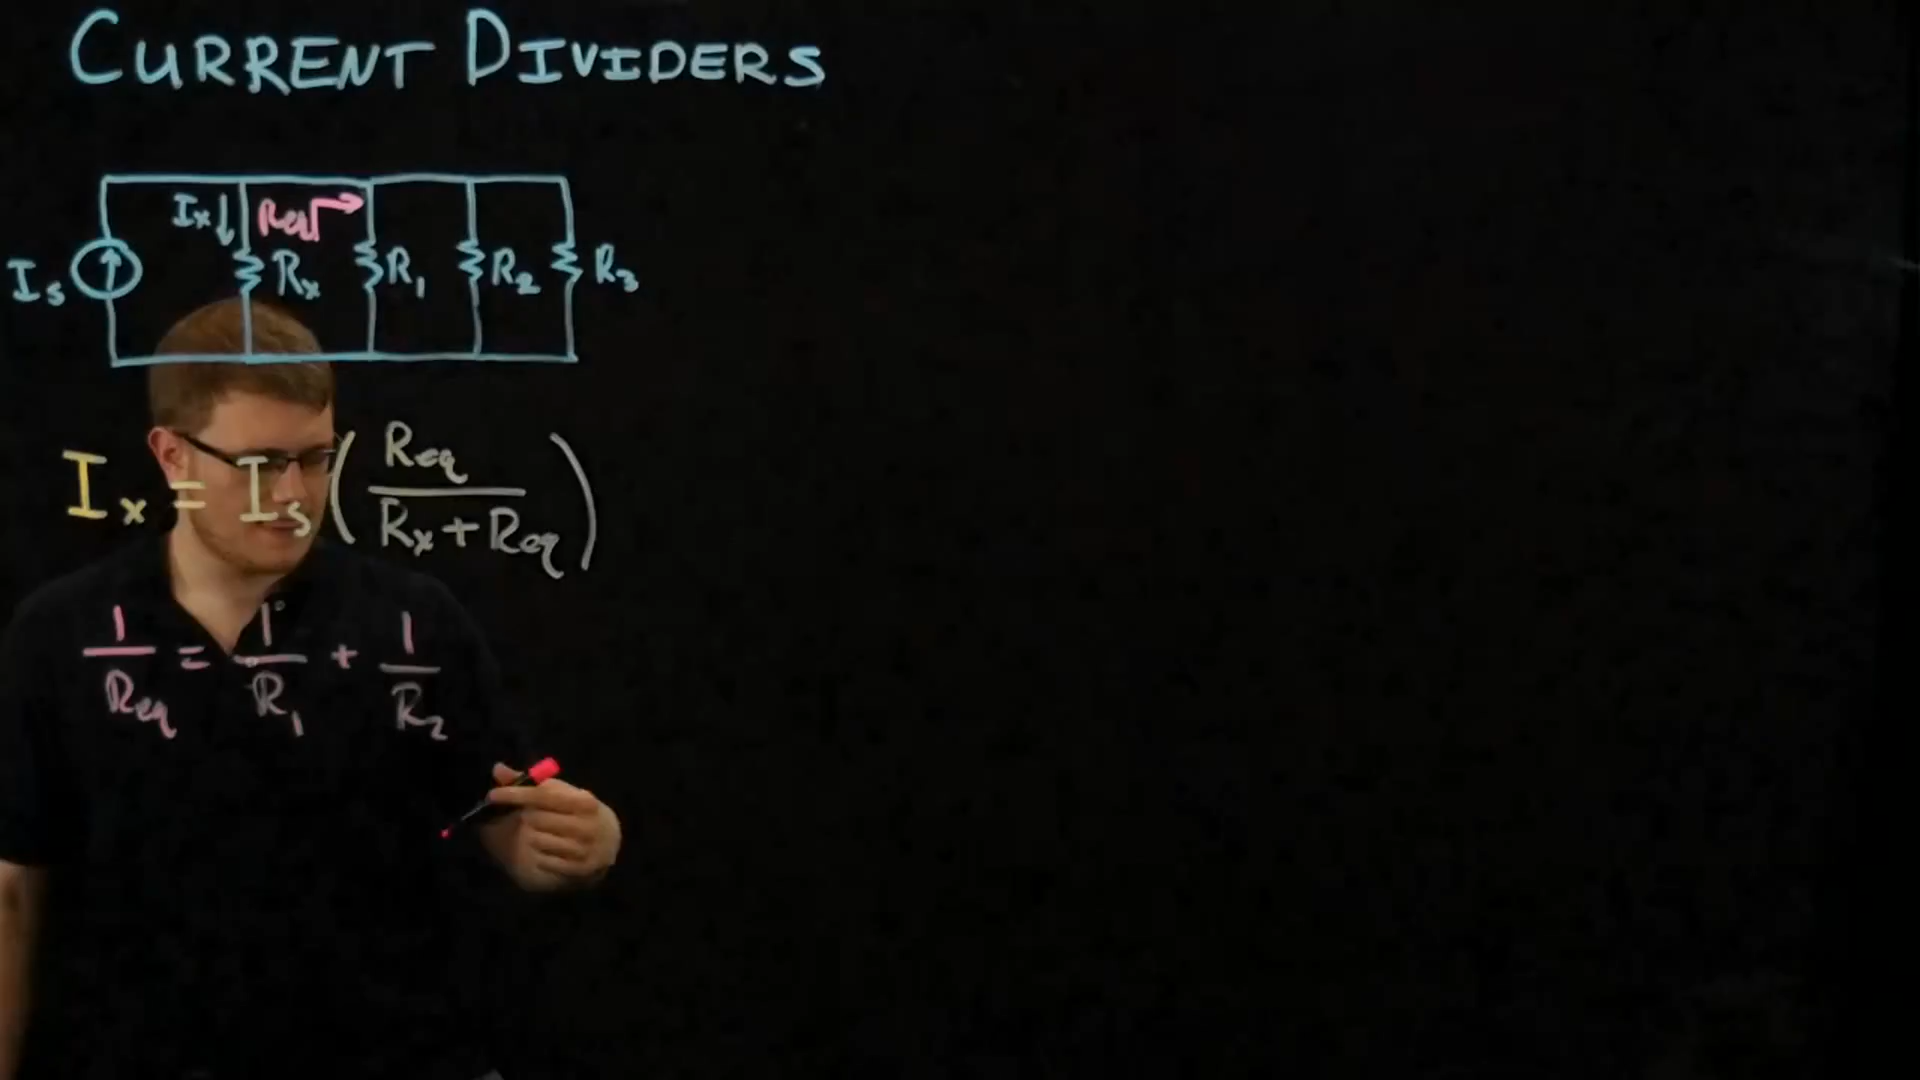 CURRENT DIVIDERS
Ix Req
Is Rx R1 R2 R3
Ix = Is ( Req / Rx + Req )
1/Req = 1/R1 + 1/R2